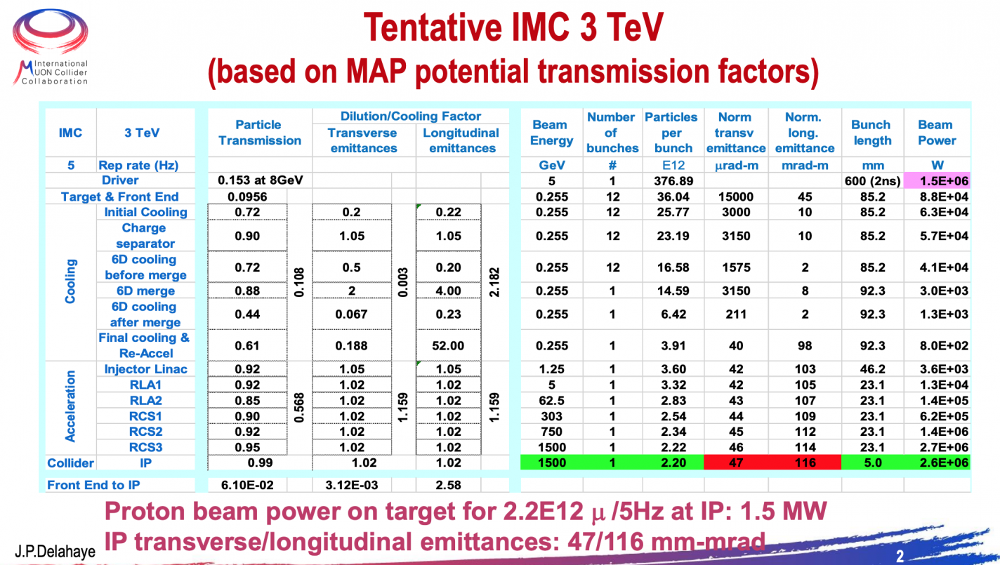 Tentative IMC 3 TeV
(based on MAP potential transmission factors)
International
MUON Collider
Collaboration
IMC 3 TeV Particle Transmission Dilution/Cooling Factor Transverse emittances Longitudinal emittances Beam Energy Number of bunches Particles per bunch Norm transv emittance Norm. long. emittance Bunch length Beam Power
5 Rep rate (Hz) GeV # E12 µrad-m mrad-m mm W
Driver 0.153 at 8GeV 5 1 376.89 600 (2ns) 1.5E+06
Target & Front End 0.0956 0.255 12 36.04 15000 45 85.2 8.8E+04
Cooling
Initial Cooling 0.72 0.2 0.22 0.255 12 25.77 3000 10 85.2 6.3E+04
Charge separator 0.90 1.05 1.05 0.255 12 23.19 3150 10 85.2 5.7E+04
6D cooling before merge 0.72 0.5 0.20 0.255 12 16.58 1575 2 85.2 4.1E+04
0.108 0.003 2.182
6D merge 0.88 2 4.00 0.255 1 14.59 3150 8 92.3 3.0E+03
6D cooling after merge 0.44 0.067 0.23 0.255 1 6.42 211 2 92.3 1.3E+03
Final cooling & Re-Accel 0.61 0.188 52.00 0.255 1 3.91 40 98 92.3 8.0E+02
Acceleration
Injector Linac 0.92 1.05 1.05 1.25 1 3.60 42 103 46.2 3.6E+03
RLA1 0.92 1.02 1.02 5 1 3.32 42 105 23.1 1.3E+04
RLA2 0.85 1.02 1.02 62.5 1 2.83 43 107 23.1 1.4E+05
0.568 1.159 1.159
RCS1 0.90 1.02 1.02 303 1 2.54 44 109 23.1 6.2E+05
RCS2 0.92 1.02 1.02 750 1 2.34 45 112 23.1 1.4E+06
RCS3 0.95 1.02 1.02 1500 1 2.22 46 114 23.1 2.7E+06
Collider IP 0.99 1.02 1.02 1500 1 2.20 47 116 5.0 2.6E+06
Front End to IP 6.10E-02 3.12E-03 2.58
Proton beam power on target for 2.2E12 µ /5Hz at IP: 1.5 MW
IP transverse/longitudinal emittances: 47/116 mm-mrad
J.P.Delahaye
2